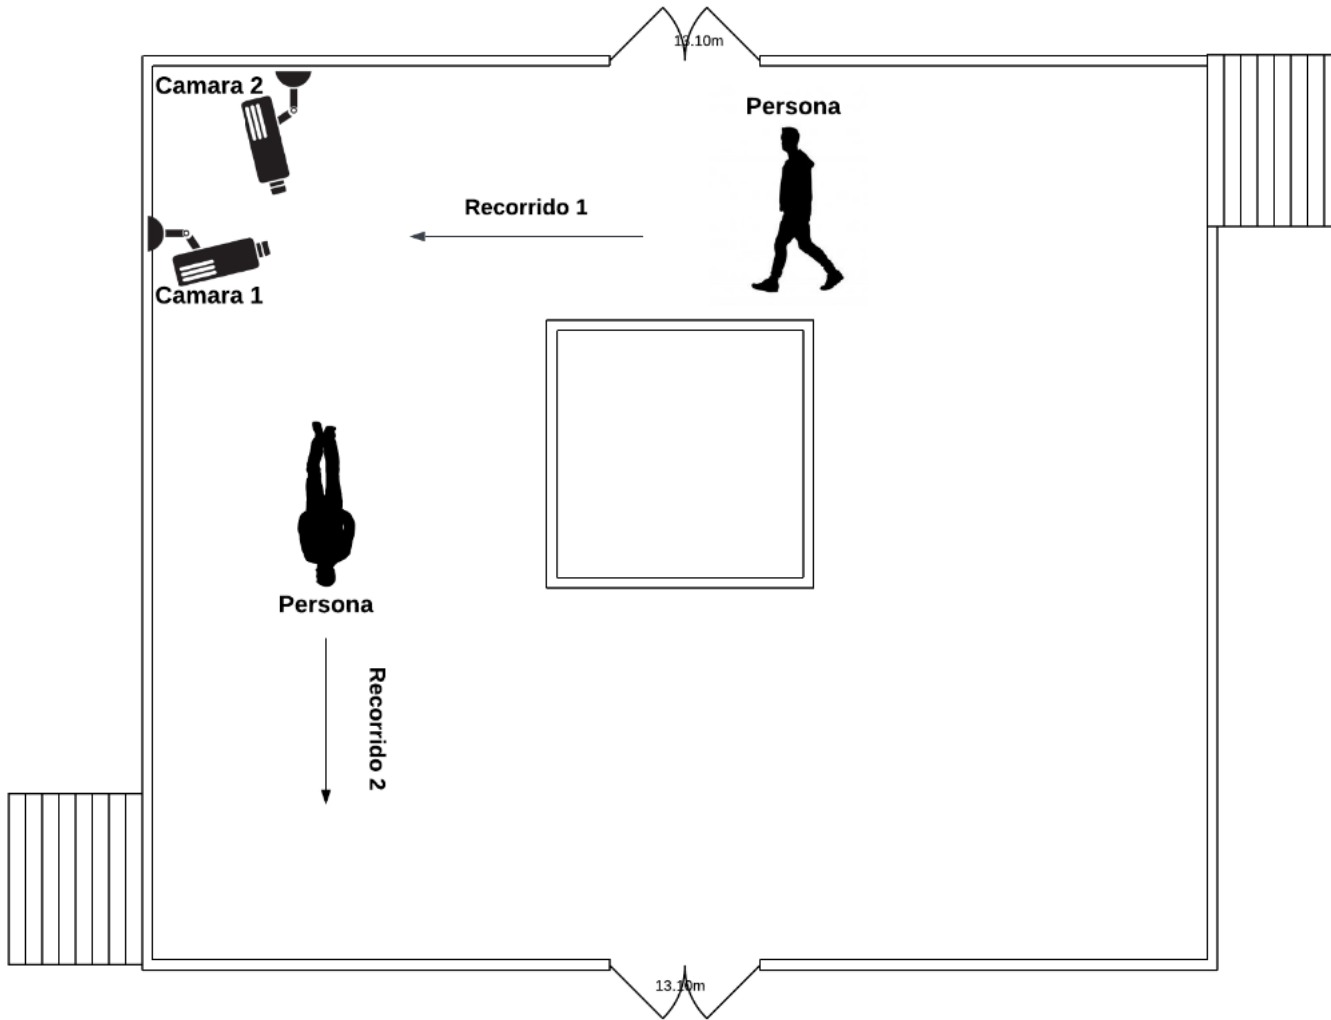 13.10m
Camara 2
Persona
Recorrido 1
Camara 1
Persona
Recorrido 2
13.10m